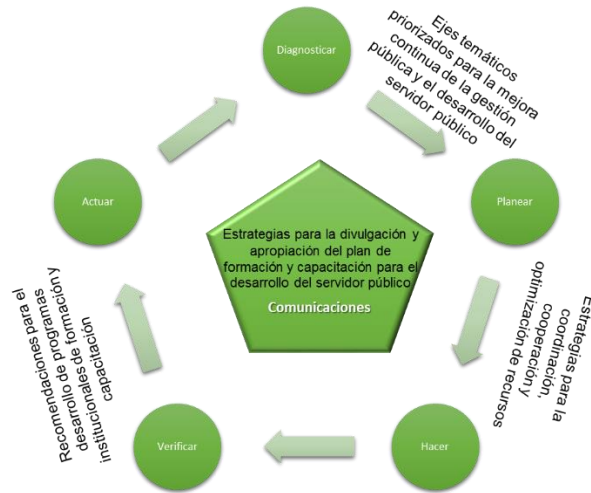 Diagnosticar
Ejes temáticos
priorizados para la mejora
continua de la gestión
pública y el desarrollo del
servidor público
Planear
Estrategias para la
coordinación,
cooperación y
optimización de recursos
Hacer
Verificar
Recomendaciones para el
desarrollo de programas
institucionales de formación y
capacitación
Actuar
Estrategias para la divulgación y
apropiación del plan de
formación y capacitación para el
desarrollo del servidor público
Comunicaciones